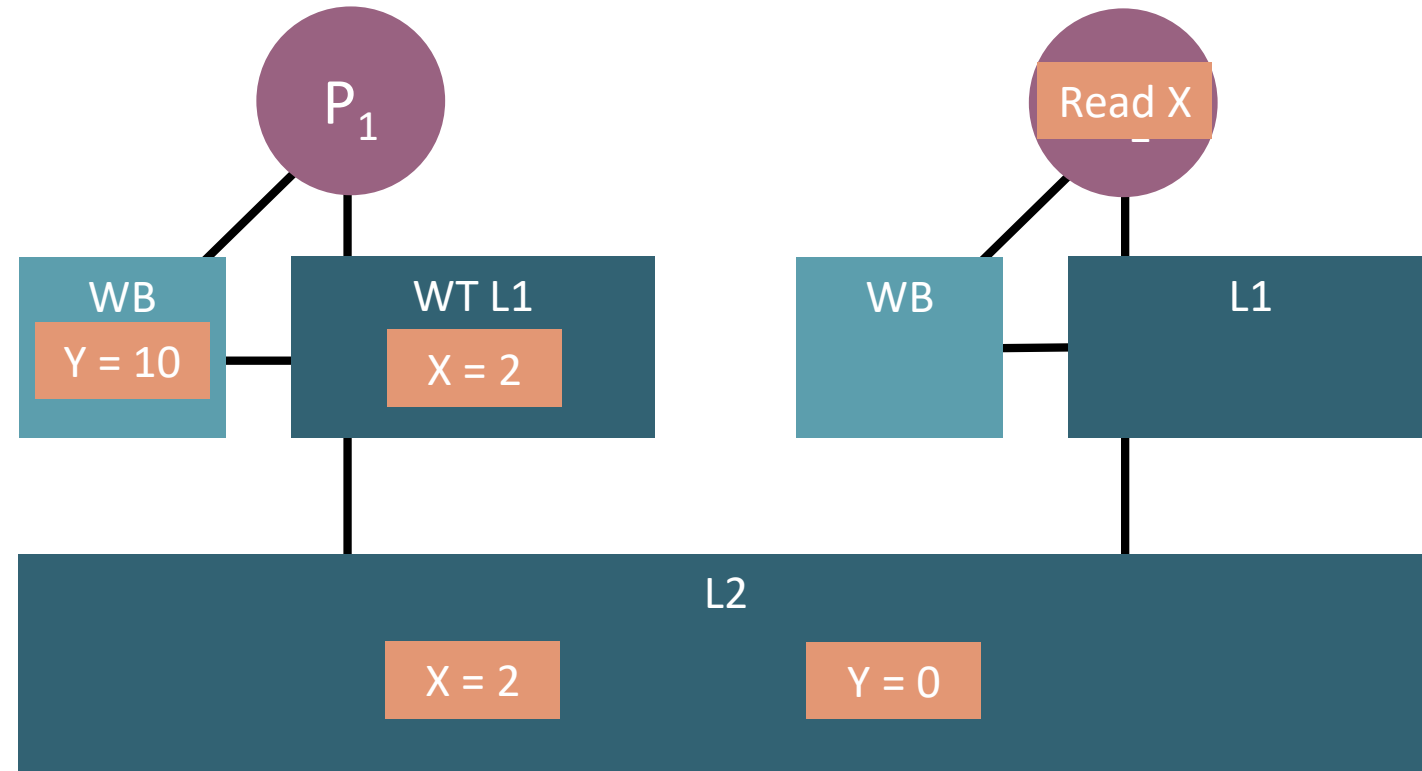 P₁
Read X
WB
WT L1
WB
L1
Y = 10
X = 2
L2
X = 2
Y = 0